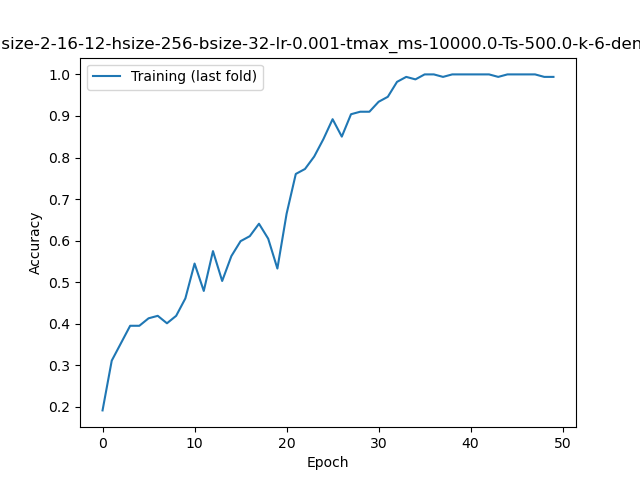 size-2-16-12-hsize-256-bsize-32-lr-0.001-tmax_ms-10000.0-Ts-500.0-k-6-den
Training (last fold)
1.0
0.9
0.8
0.7
0.6
0.5
0.4
0.3
0.2
Accuracy
0 10 20 30 40 50
Epoch